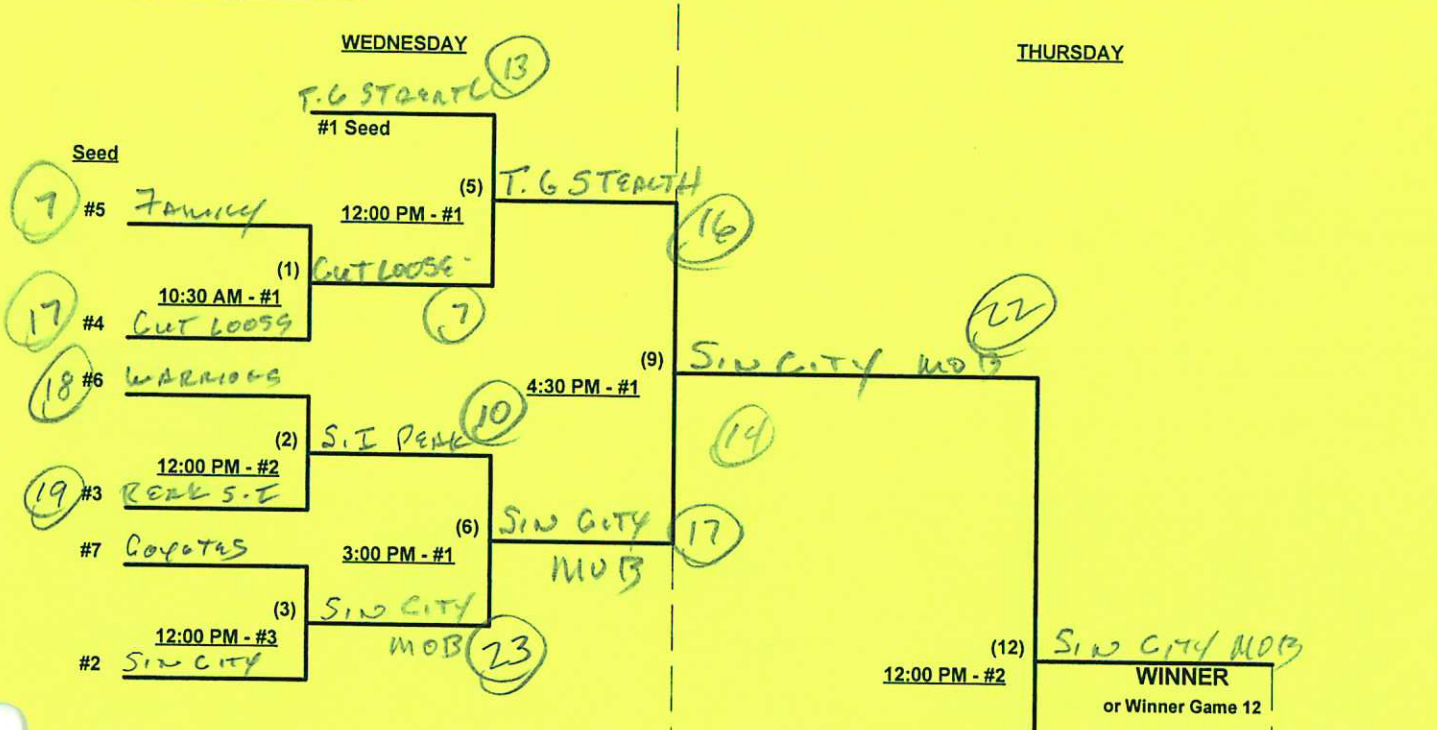 WEDNESDAY
THURSDAY
13
#1 Seed
Seed
7 #5 FAMILY
(5) T.G STEALTH
12:00 PM - #1
16
(1) CUT LOOSE
10:30 AM - #1
7
17 #4 CUT LOOSE
22
(9) SIN CITY MOB
4:30 PM - #1
18 #6 WARRIORS
10
14
(2) S.I PEAK
12:00 PM - #2
19 #3 PEAK S.I
(6) SIN CITY
MOB
17
3:00 PM - #1
#7 COYOTES
(3) SIN CITY
MOB
23
12:00 PM - #3
#2 SIN CITY
(12) SIN CITY MOB
12:00 PM - #2
WINNER
or Winner Game 12